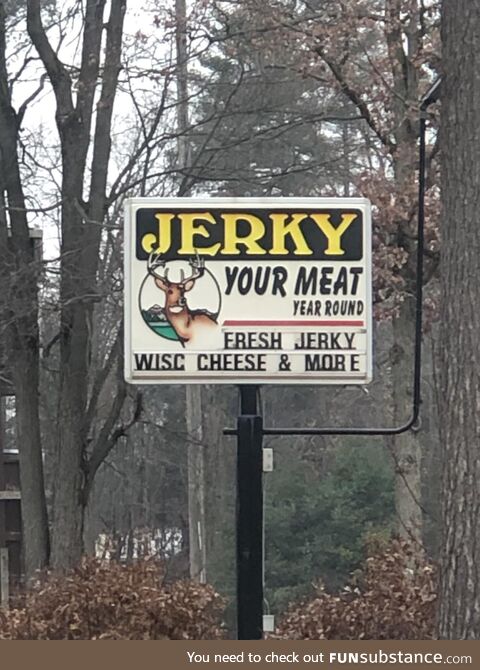 JERKY
YOUR MEAT
YEAR ROUND
FRESH JERKY
WISC CHEESE & MORE
You need to check out FUNsubstance.com